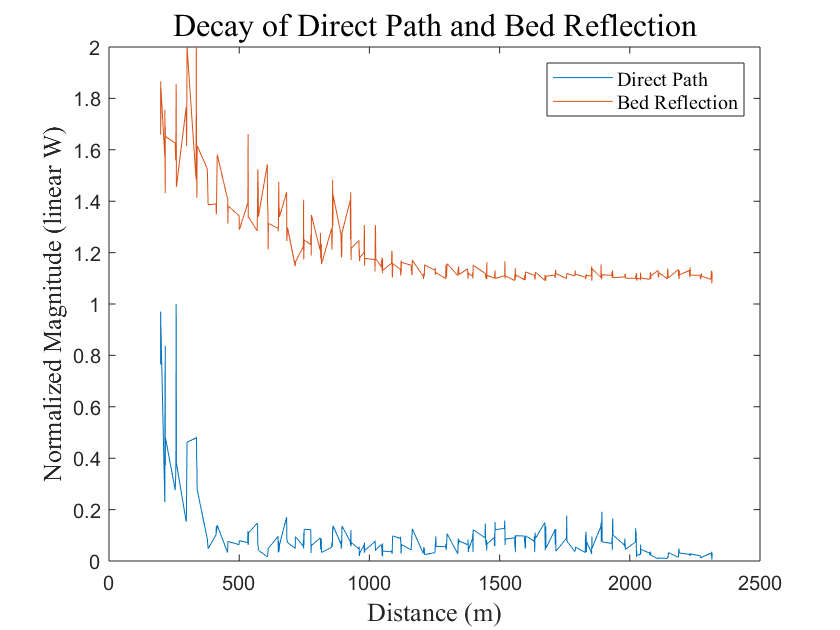 Decay of Direct Path and Bed Reflection
Normalized Magnitude (linear W)
2
1.8
1.6
1.4
1.2
1
0.8
0.6
0.4
0.2
0
Direct Path
Bed Reflection
0 500 1000 1500 2000 2500
Distance (m)